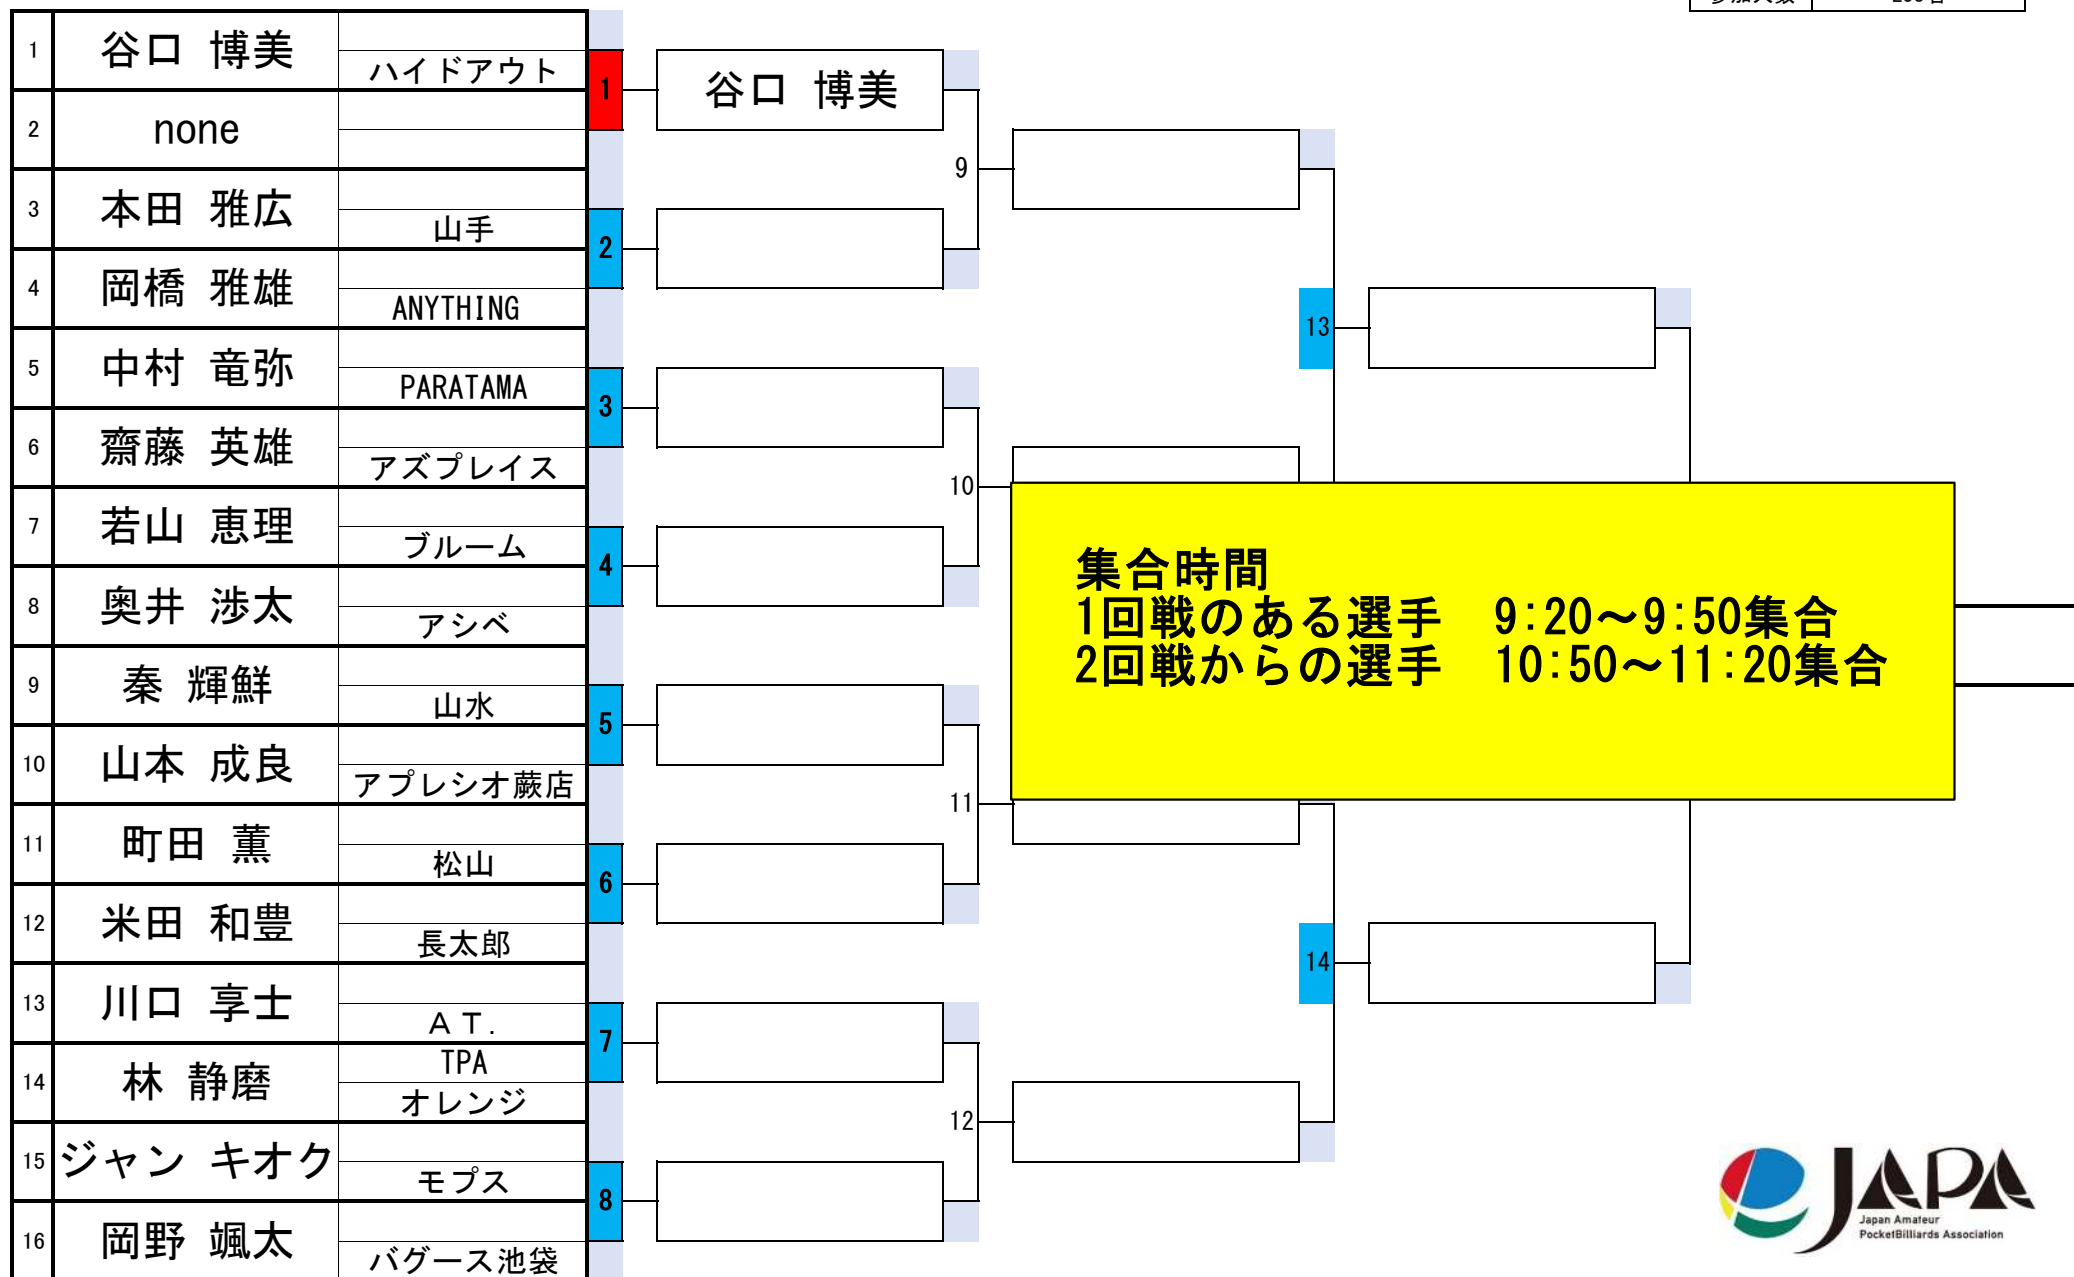 1 谷口 博美 ハイドアウト
2 none
3 本田 雅広 山手
4 岡橋 雅雄 ANYTHING
5 中村 竜弥 PARATAMA
6 齋藤 英雄 アズプレイス
7 若山 恵理 ブルーム
8 奥井 渉太 アシベ
9 秦 輝鮮 山水
10 山本 成良 アプレシオ蕨店
11 町田 薫 松山
12 米田 和豊 長太郎
13 川口 享士 ＡＴ.
14 林 静磨 TPA オレンジ
15 ジャン キオク モプス
16 岡野 颯太 バグース池袋
1
2
3
4
5
6
7
8
谷口 博美
9
10
11
12
13
14
集合時間
1回戦のある選手 9:20～9:50集合
2回戦からの選手 10:50～11:20集合
JAPA
Japan Amateur
PocketBilliards Association